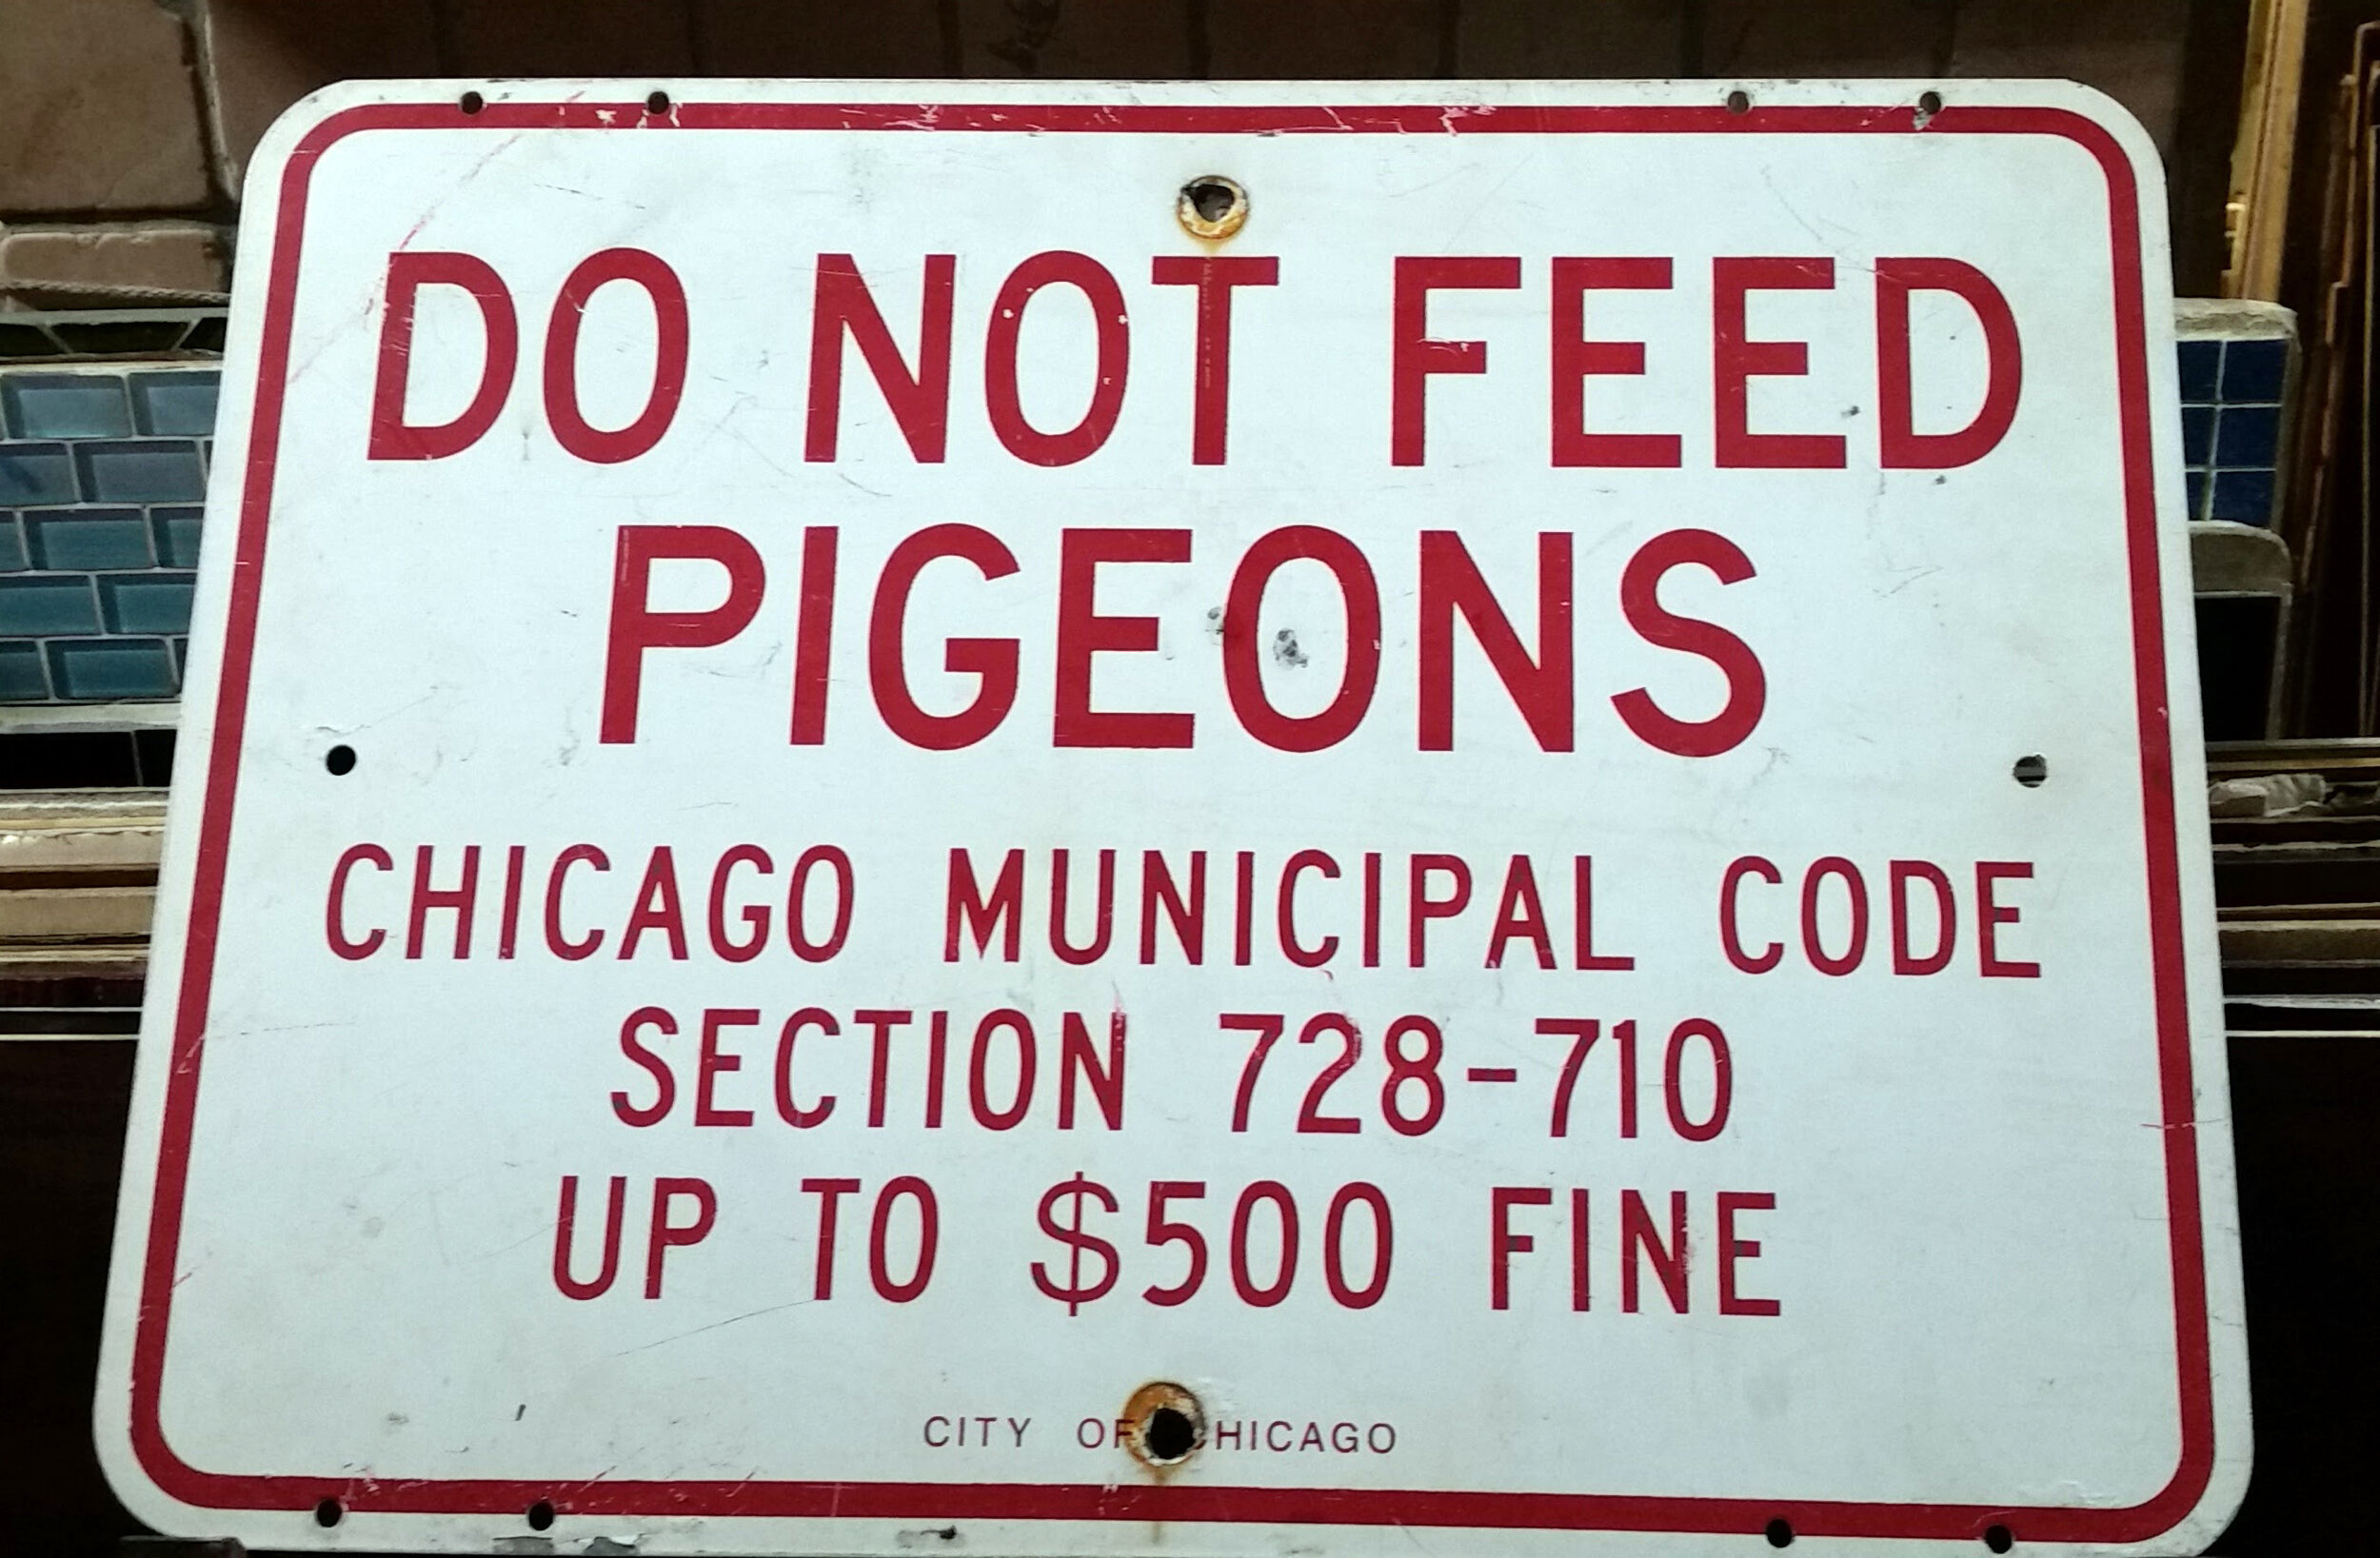 DO NOT FEED
PIGEONS
CHICAGO MUNICIPAL CODE
SECTION 728-710
UP TO $500 FINE
CITY OF CHICAGO